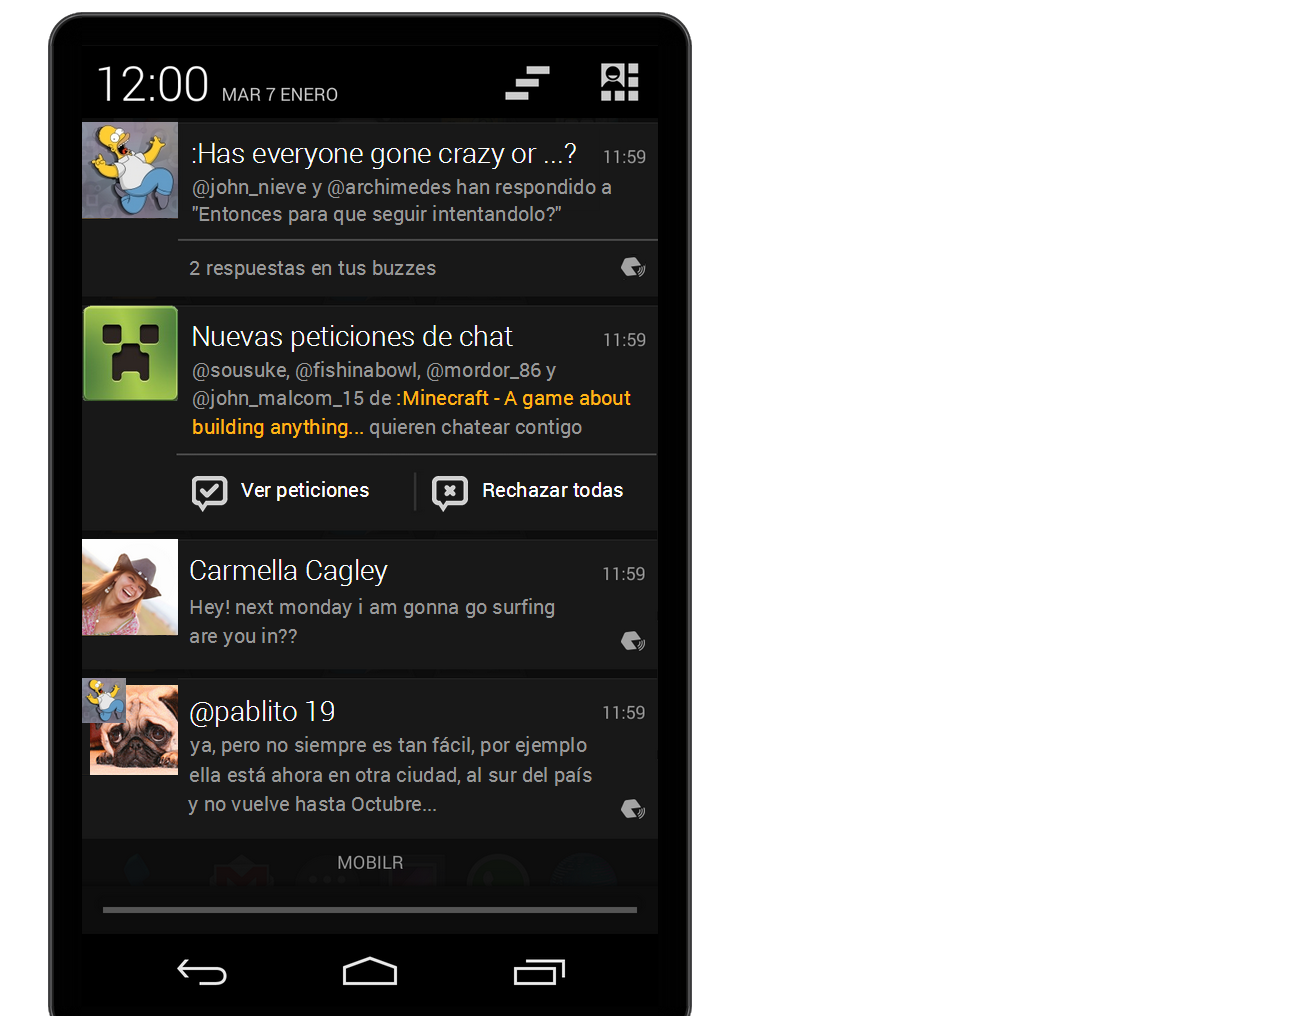 12:00 MAR 7 ENERO
:Has everyone gone crazy or ...? 11:59
@john_nieve y @archimedes han respondido a
"Entonces para que seguir intentandolo?"
2 respuestas en tus buzzes
Nuevas peticiones de chat 11:59
@sousuke, @fishinabowl, @mordor_86 y
@john_malcom_15 de :Minecraft - A game about
building anything... quieren chatear contigo
Ver peticiones Rechazar todas
Carmella Cagley 11:59
Hey! next monday i am gonna go surfing
are you in??
@pablito 19 11:59
ya, pero no siempre es tan fácil, por ejemplo
ella está ahora en otra ciudad, al sur del país
y no vuelve hasta Octubre...
MOBILR